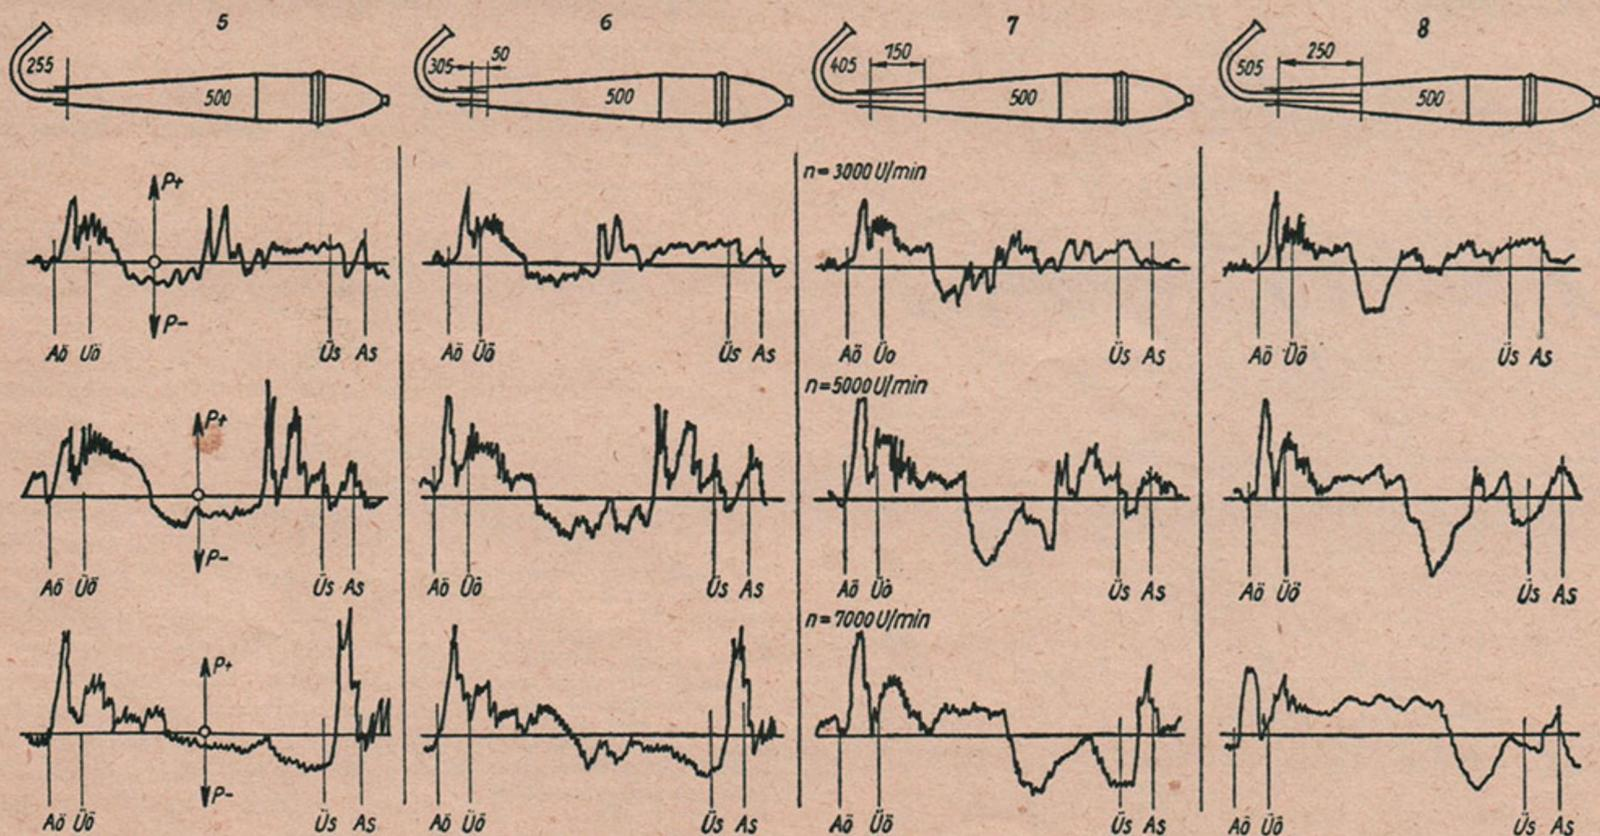 5 6 7 8
255 500
305 50 500
405 150 500
505 250 500
n=3000 U/min
P+
P-
Aö Uö Üs As
Aö Üö Üs As
Aö Üo Üs As
Aö Üö Üs As
n=5000 U/min
P+
P-
Aö Üö Üs As
Aö Üö Üs As
Aö Üö Üs As
Aö Üö Üs As
n=7000 U/min
P+
P-
Aö Üö Üs As
Aö Üö Üs As
Aö Üö Üs As
Aö Üö Üs As